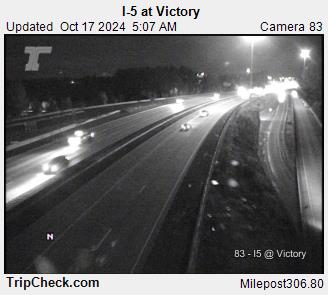 I-5 at Victory
Updated Oct 17 2024 5:07 AM Camera 83
T
N
83 - I5 @ Victory
TripCheck.com Milepost306.80